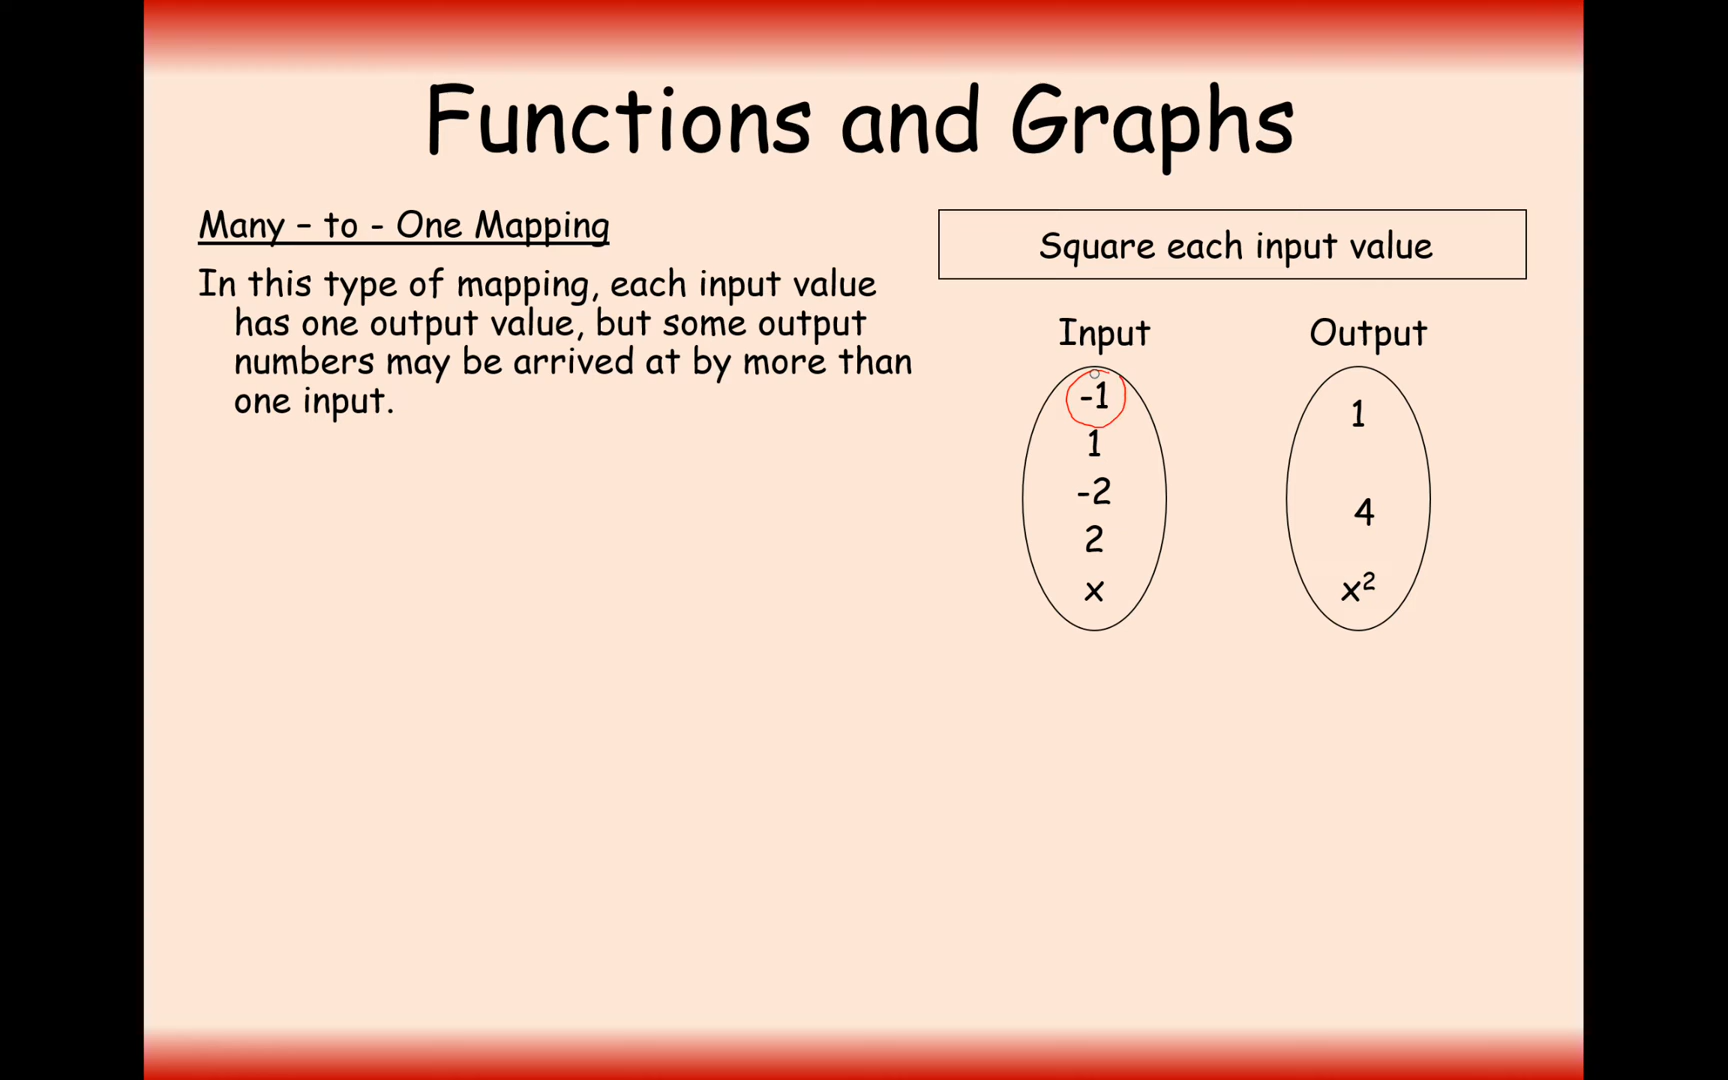 Functions and Graphs
Many – to - One Mapping
In this type of mapping, each input value
has one output value, but some output
numbers may be arrived at by more than
one input.
Square each input value
Input
-1
1
-2
2
x
Output
1
4
x²